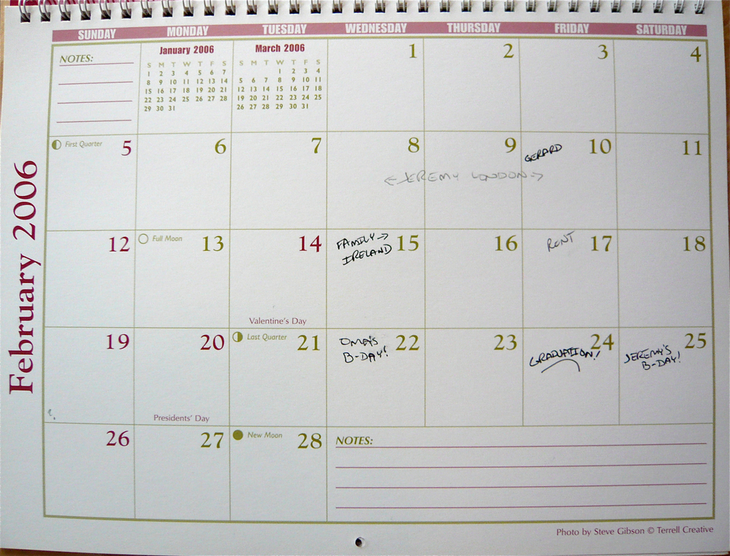 February 2006
SUNDAY MONDAY TUESDAY WEDNESDAY THURSDAY FRIDAY SATURDAY
NOTES:
January 2006
S M T W T F S
1 2 3 4 5 6 7
8 9 10 11 12 13 14
15 16 17 18 19 20 21
22 23 24 25 26 27 28
29 30 31
March 2006
S M T W T F S
1 2 3 4
5 6 7 8 9 10 11
12 13 14 15 16 17 18
19 20 21 22 23 24 25
26 27 28 29 30 31
1 2 3 4
First Quarter 5 6 7 8 9 GERARD 10 11
← JEREMY LONDON →
12 Full Moon 13 14 FAMILY → 15 16 RENT 17 18
IRELAND
Valentine's Day
19 20 Last Quarter 21 OMA'S 22 23 GRADUATION! 24 JEREMY'S 25
B-DAY! B-DAY!
Presidents' Day
26 27 New Moon 28 NOTES:
Photo by Steve Gibson © Terrell Creative